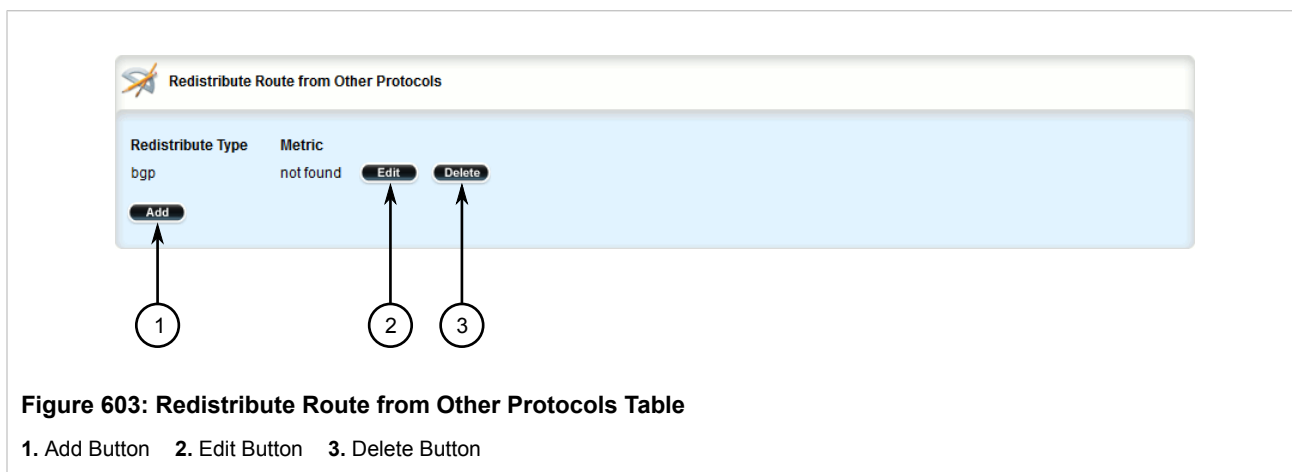 Redistribute Route from Other Protocols
Redistribute Type Metric
bgp not found Edit Delete
Add
1 2 3
Figure 603: Redistribute Route from Other Protocols Table
1. Add Button 2. Edit Button 3. Delete Button